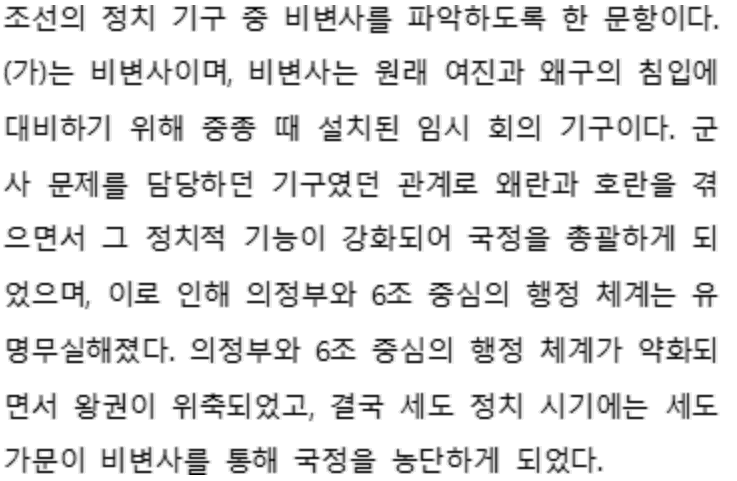 조선의 정치 기구 중 비변사를 파악하도록 한 문항이다.
(가)는 비변사이며, 비변사는 원래 여진과 왜구의 침입에
대비하기 위해 중종 때 설치된 임시 회의 기구이다. 군
사 문제를 담당하던 기구였던 관계로 왜란과 호란을 겪
으면서 그 정치적 기능이 강화되어 국정을 총괄하게 되
었으며, 이로 인해 의정부와 6조 중심의 행정 체계는 유
명무실해졌다. 의정부와 6조 중심의 행정 체계가 약화되
면서 왕권이 위축되었고, 결국 세도 정치 시기에는 세도
가문이 비변사를 통해 국정을 농단하게 되었다.